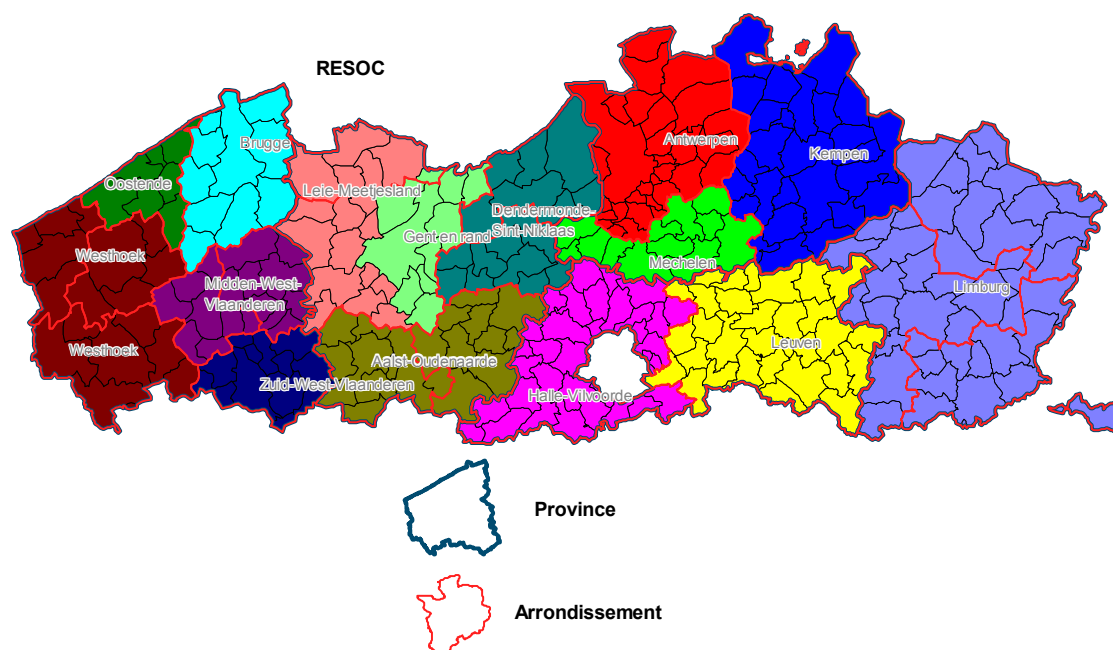 RESOC
Brugge
Antwerpen
Kempen
Oostende
Leie-Meetjesland
Dendermonde-
Sint-Niklaas
Gent en rand
Westhoek
Mechelen
Midden-West-
Vlaanderen
Limburg
Westhoek
Aalst-Oudenaarde
Leuven
Zuid-West-Vlaanderen
Halle-Vilvoorde
Province
Arrondissement